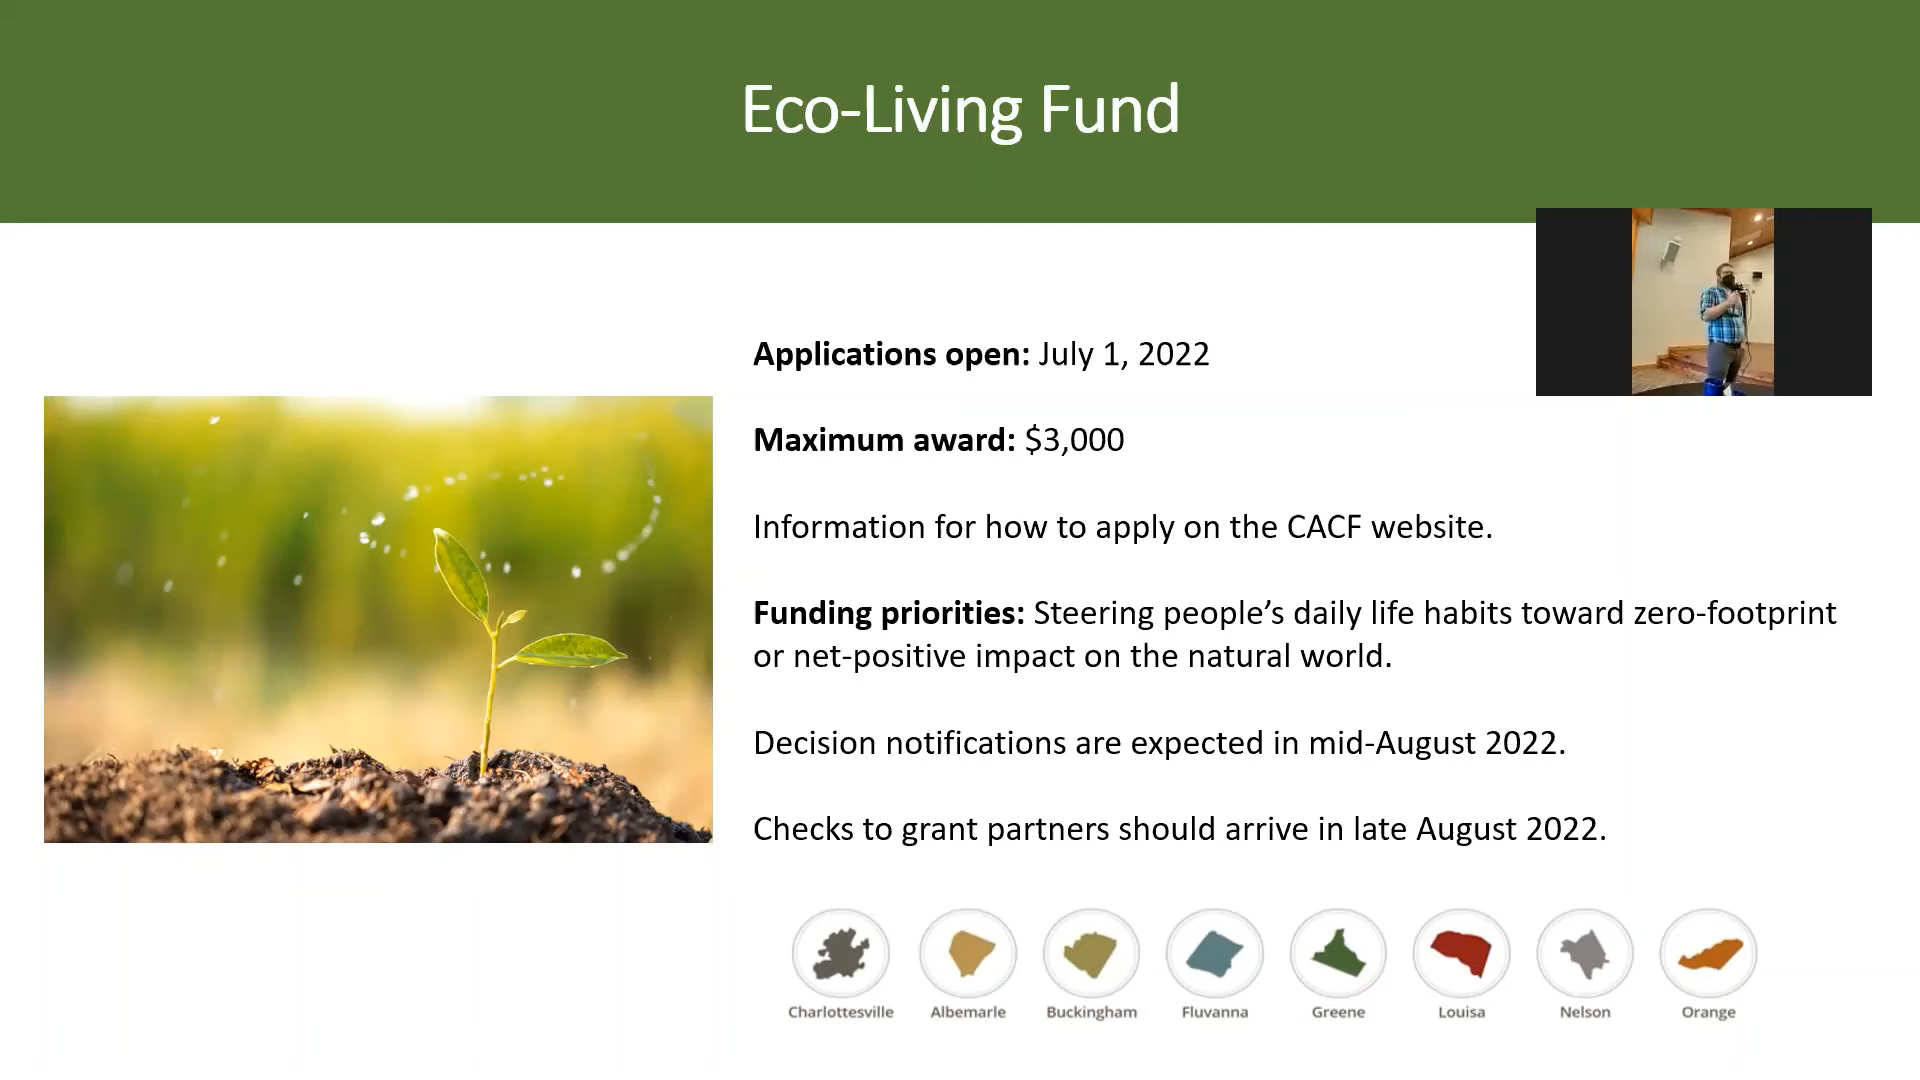 Eco-Living Fund
Applications open: July 1, 2022
Maximum award: $3,000
Information for how to apply on the CACF website.
Funding priorities: Steering people’s daily life habits toward zero-footprint
or net-positive impact on the natural world.
Decision notifications are expected in mid-August 2022.
Checks to grant partners should arrive in late August 2022.
Charlottesville Albemarle Buckingham Fluvanna Greene Louisa Nelson Orange